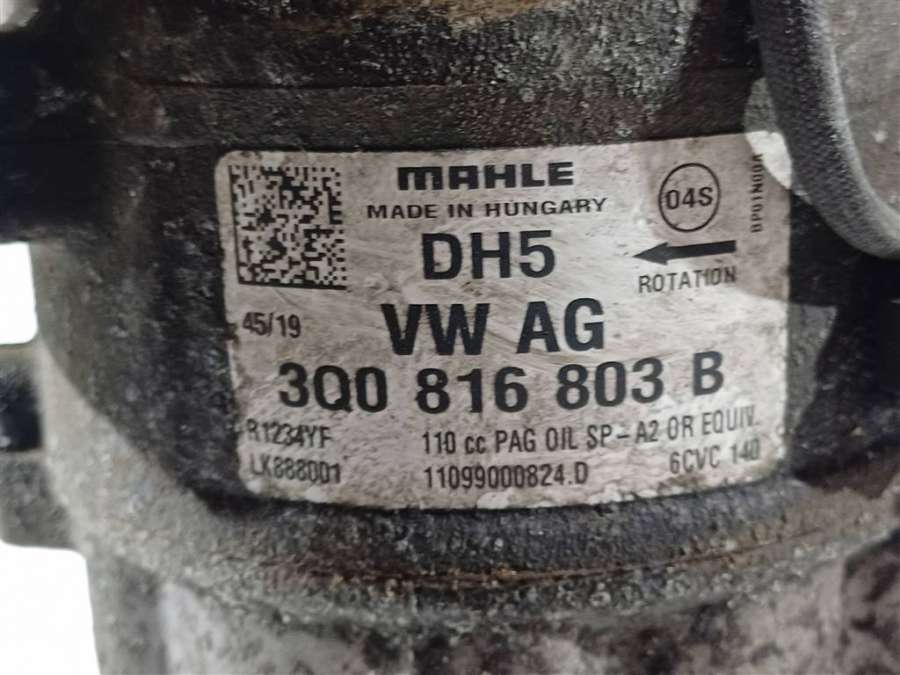 MAHLE
MADE IN HUNGARY
04S
BP01N00A
DH5
ROTATION
45/19
VW AG
3Q0 816 803 B
R1234YF
110 cc PAG OIL SP-A2 OR EQUIV.
LK888001
11099000824.D
6CVC 140